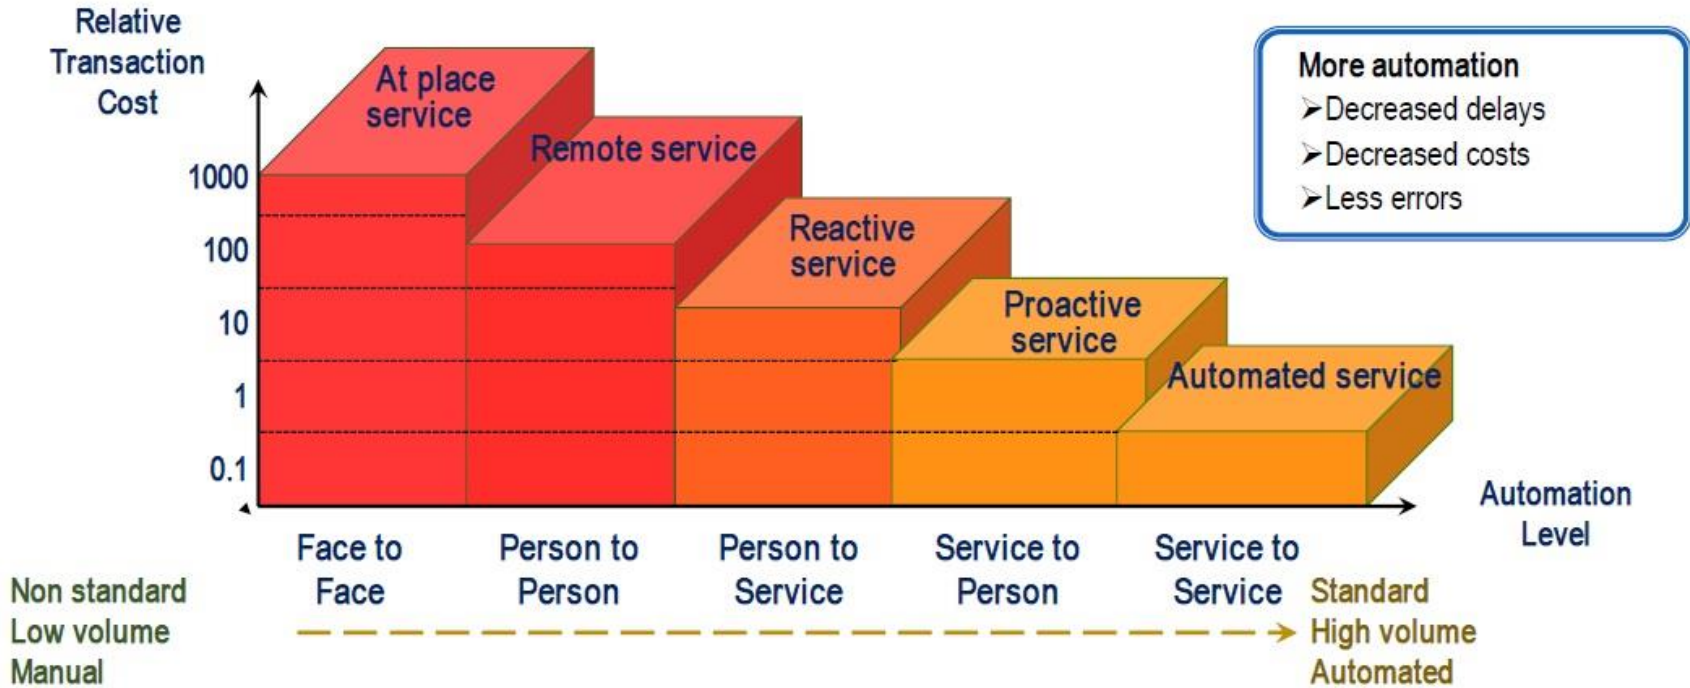 Relative
Transaction
Cost
1000
100
10
1
0.1
At place
service
Remote service
Reactive
service
Proactive
service
Automated service
More automation
➢Decreased delays
➢Decreased costs
➢Less errors
Automation
Level
Face to
Face
Person to
Person
Person to
Service
Service to
Person
Service to
Service
Non standard
Low volume
Manual
Standard
High volume
Automated